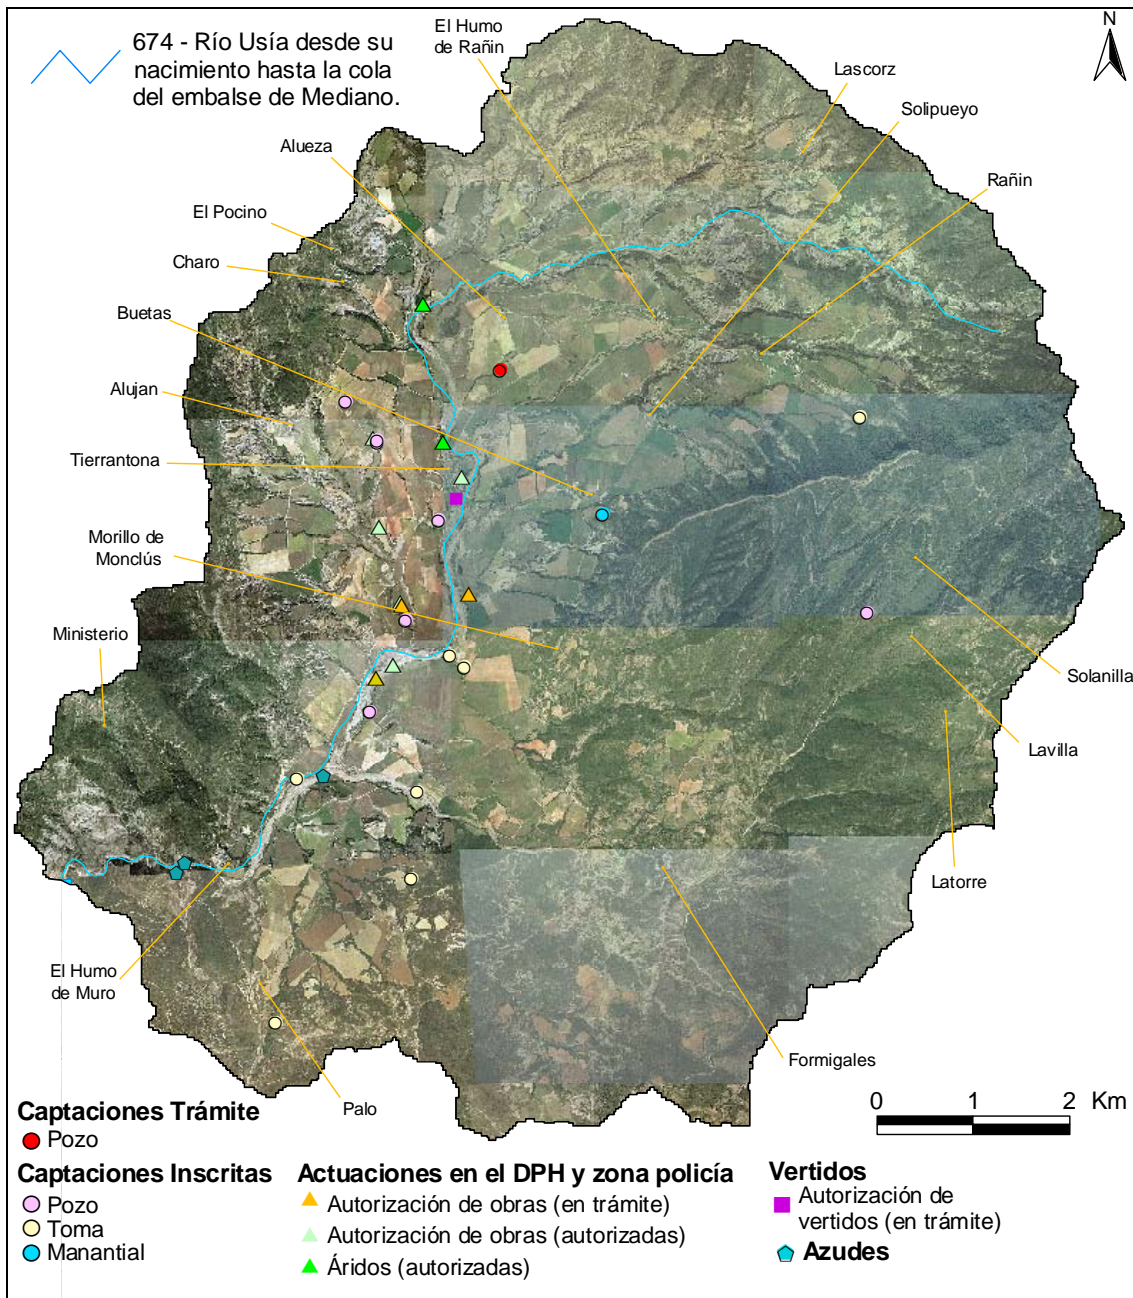 674 - Río Usía desde su
nacimiento hasta la cola
del embalse de Mediano.
El Humo
de Rañin
N
Lascorz
Solipueyo
Alueza
Rañin
El Pocino
Charo
Buetas
Alujan
Tierrantona
Morillo de
Monclús
Ministerio
Solanilla
Lavilla
Latorre
El Humo
de Muro
Formigales
Palo
0 1 2 Km
Captaciones Trámite
Pozo
Captaciones Inscritas
Pozo
Toma
Manantial
Actuaciones en el DPH y zona policía
Autorización de obras (en trámite)
Autorización de obras (autorizadas)
Áridos (autorizadas)
Vertidos
Autorización de
vertidos (en trámite)
Azudes